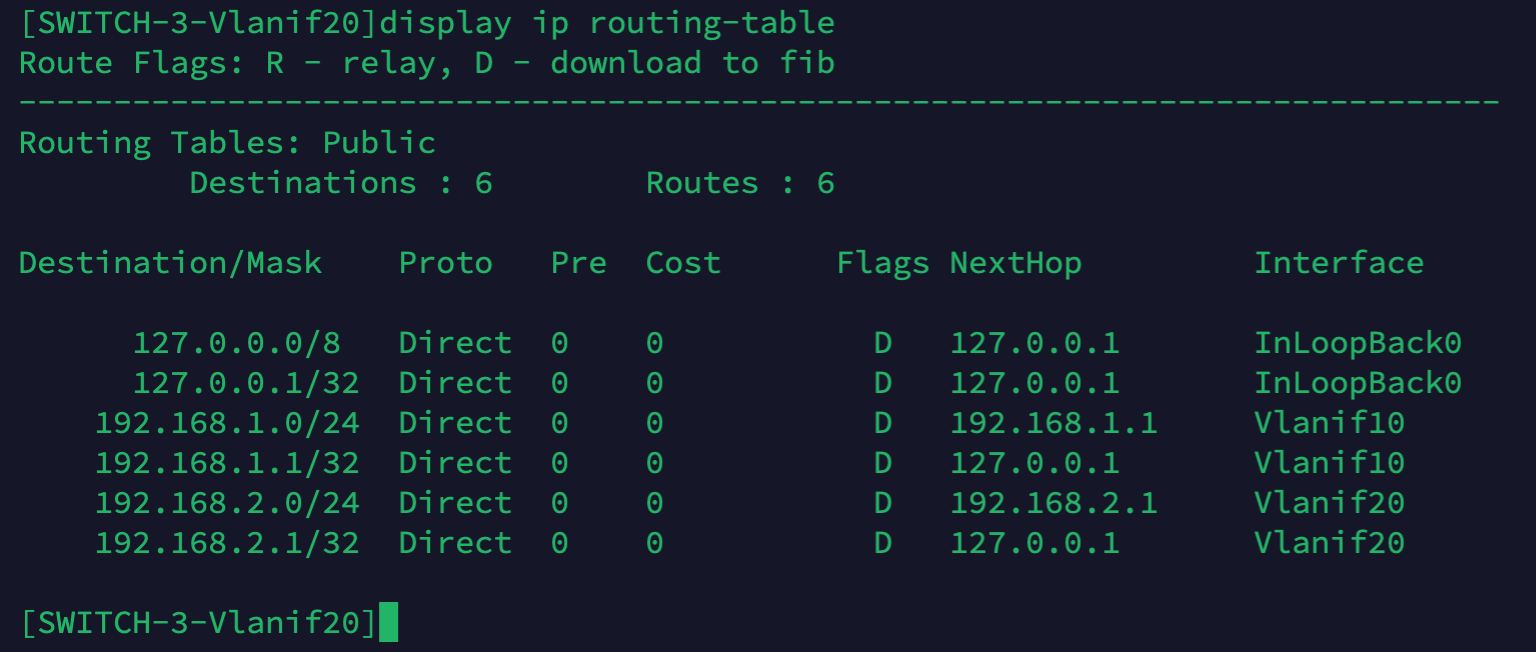 [SWITCH-3-Vlanif20]display ip routing-table
Route Flags: R - relay, D - download to fib
------------------------------------------------------------------------------
Routing Tables: Public
         Destinations : 6        Routes : 6

Destination/Mask    Proto   Pre  Cost      Flags NextHop         Interface

      127.0.0.0/8   Direct  0    0           D   127.0.0.1       InLoopBack0
      127.0.0.1/32  Direct  0    0           D   127.0.0.1       InLoopBack0
    192.168.1.0/24  Direct  0    0           D   192.168.1.1     Vlanif10
    192.168.1.1/32  Direct  0    0           D   127.0.0.1       Vlanif10
    192.168.2.0/24  Direct  0    0           D   192.168.2.1     Vlanif20
    192.168.2.1/32  Direct  0    0           D   127.0.0.1       Vlanif20

[SWITCH-3-Vlanif20]